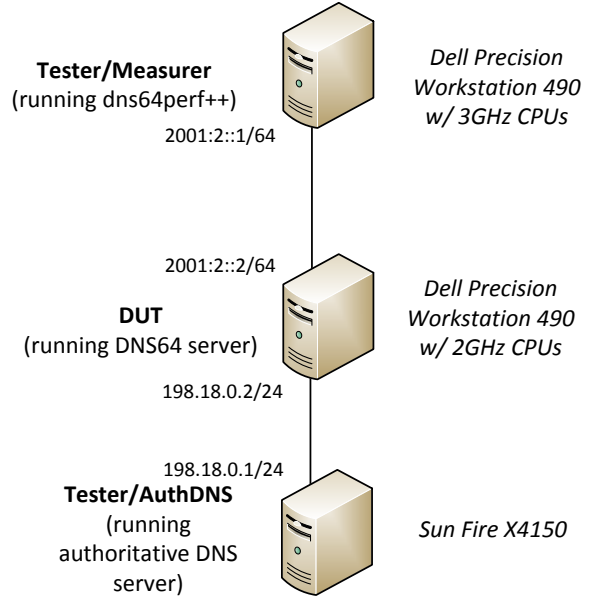 Tester/Measurer
(running dns64perf++)
Dell Precision
Workstation 490
w/ 3GHz CPUs
2001:2::1/64
2001:2::2/64
DUT
(running DNS64 server)
Dell Precision
Workstation 490
w/ 2GHz CPUs
198.18.0.2/24
198.18.0.1/24
Tester/AuthDNS
(running
authoritative DNS
server)
Sun Fire X4150